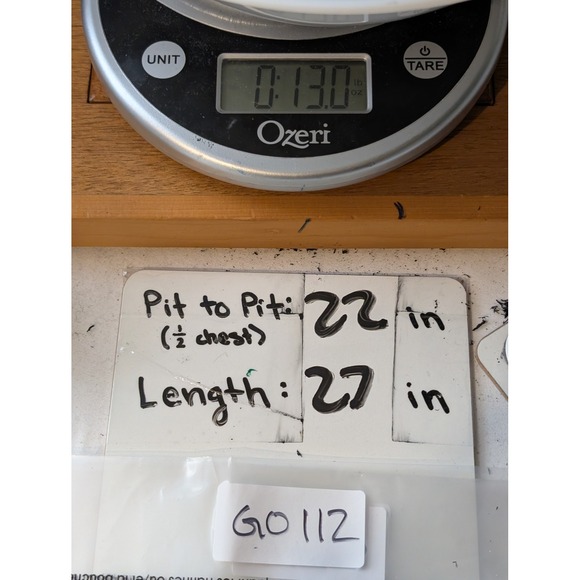 UNIT
TARE
0:13.0
lb
oz
Ozeri
Pit to Pit: 22 in
(½ chest)
Length: 27 in
GO112